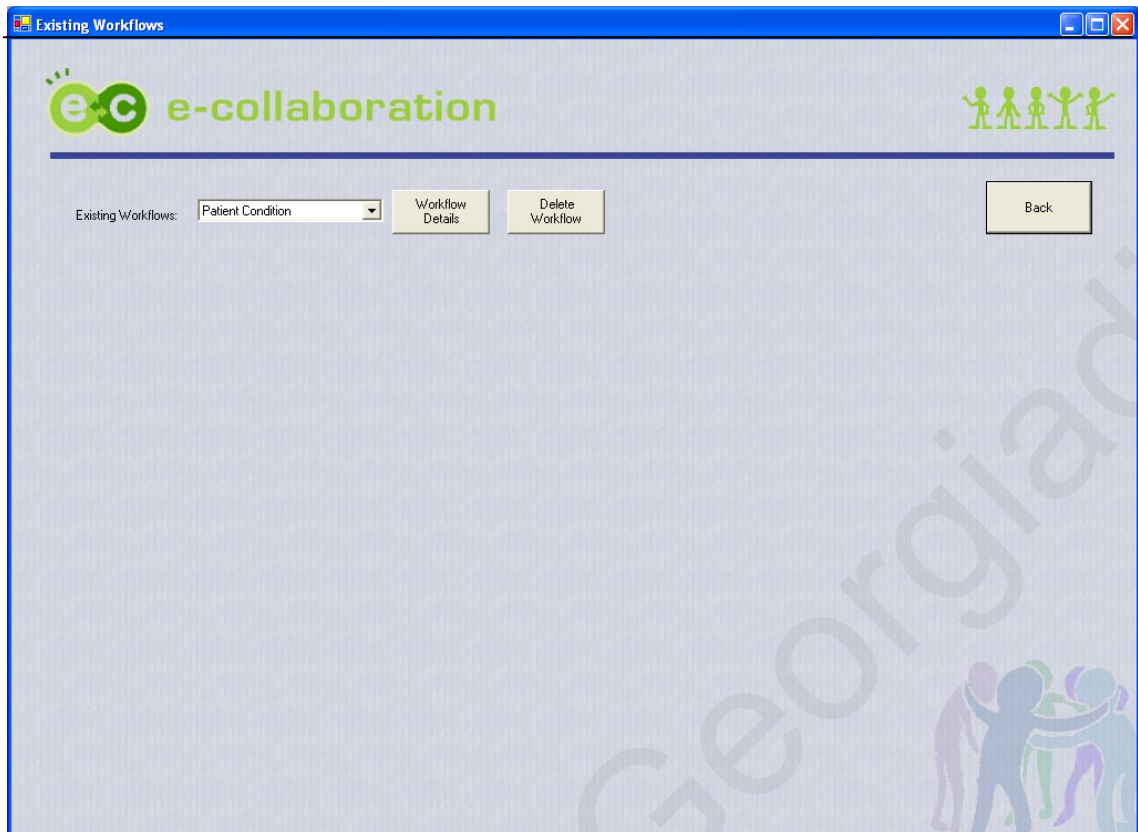 Existing Workflows
e-c e-collaboration
Existing Workflows:
Patient Condition
Workflow
Details
Delete
Workflow
Back
Georgiad